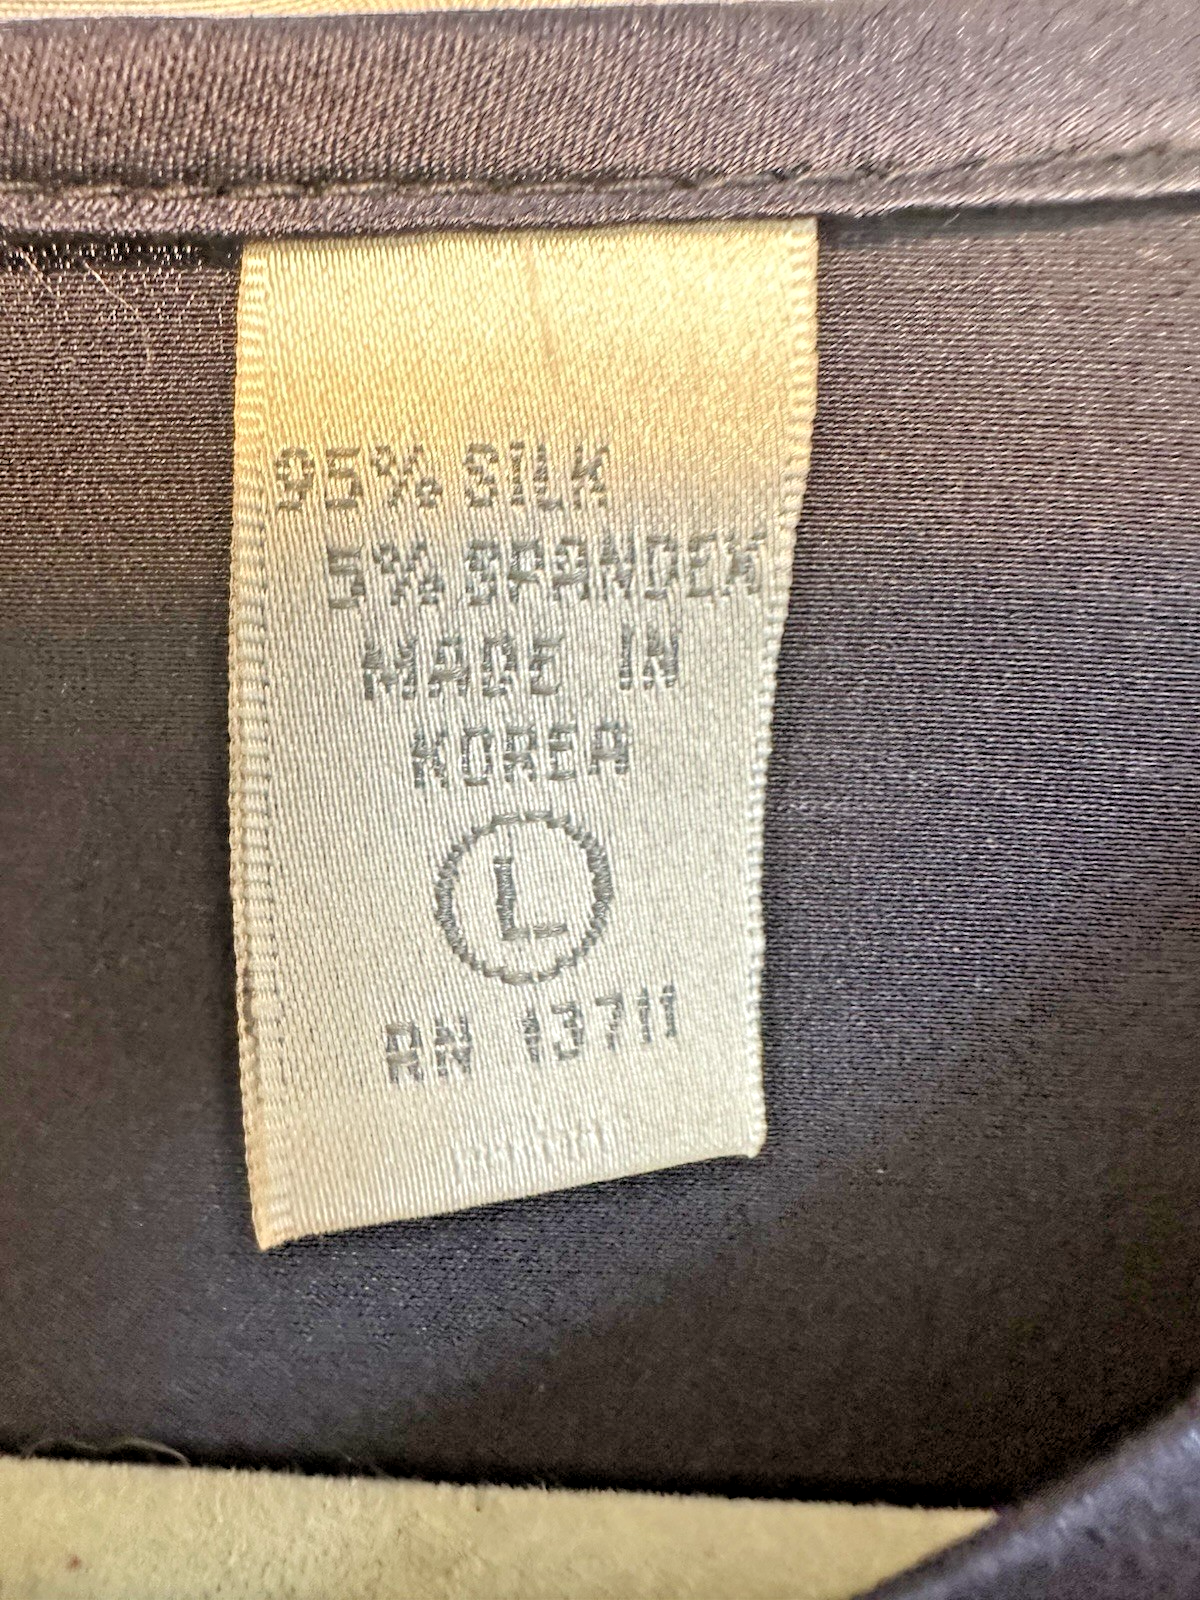 95% SILK
5% SPANDEX
MADE IN
KOREA
L
RN 13711